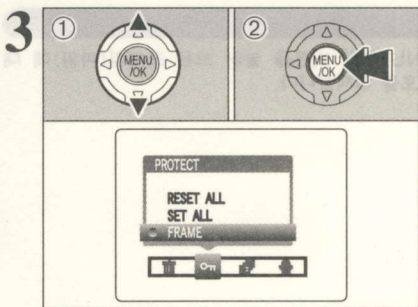 3
① ②
MENU
/OK
MENU
/OK
PROTECT
RESET ALL
SET ALL
FRAME